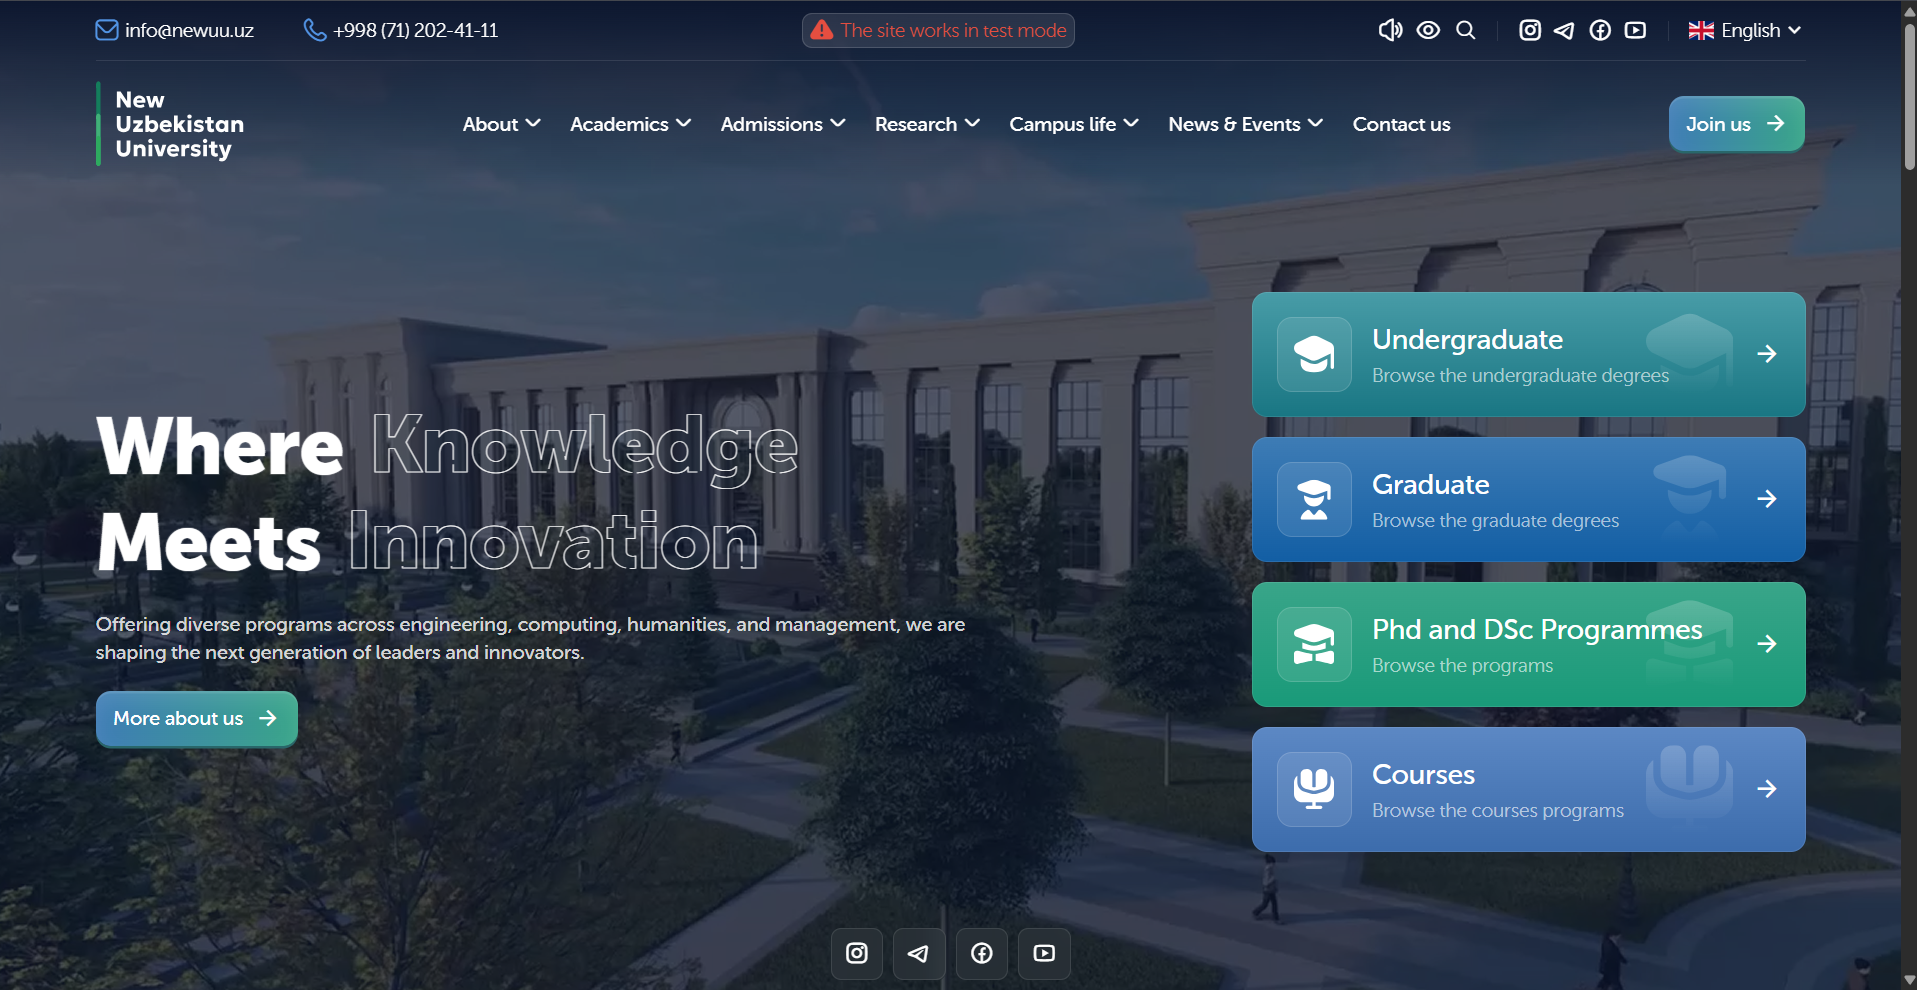 info@newuu.uz
+998 (71) 202-41-11
The site works in test mode
English
New
Uzbekistan
University
About
Academics
Admissions
Research
Campus life
News & Events
Contact us
Join us
Where Knowledge
Meets Innovation
Offering diverse programs across engineering, computing, humanities, and management, we are
shaping the next generation of leaders and innovators.
More about us
Undergraduate
Browse the undergraduate degrees
Graduate
Browse the graduate degrees
Phd and DSc Programmes
Browse the programs
Courses
Browse the courses programs